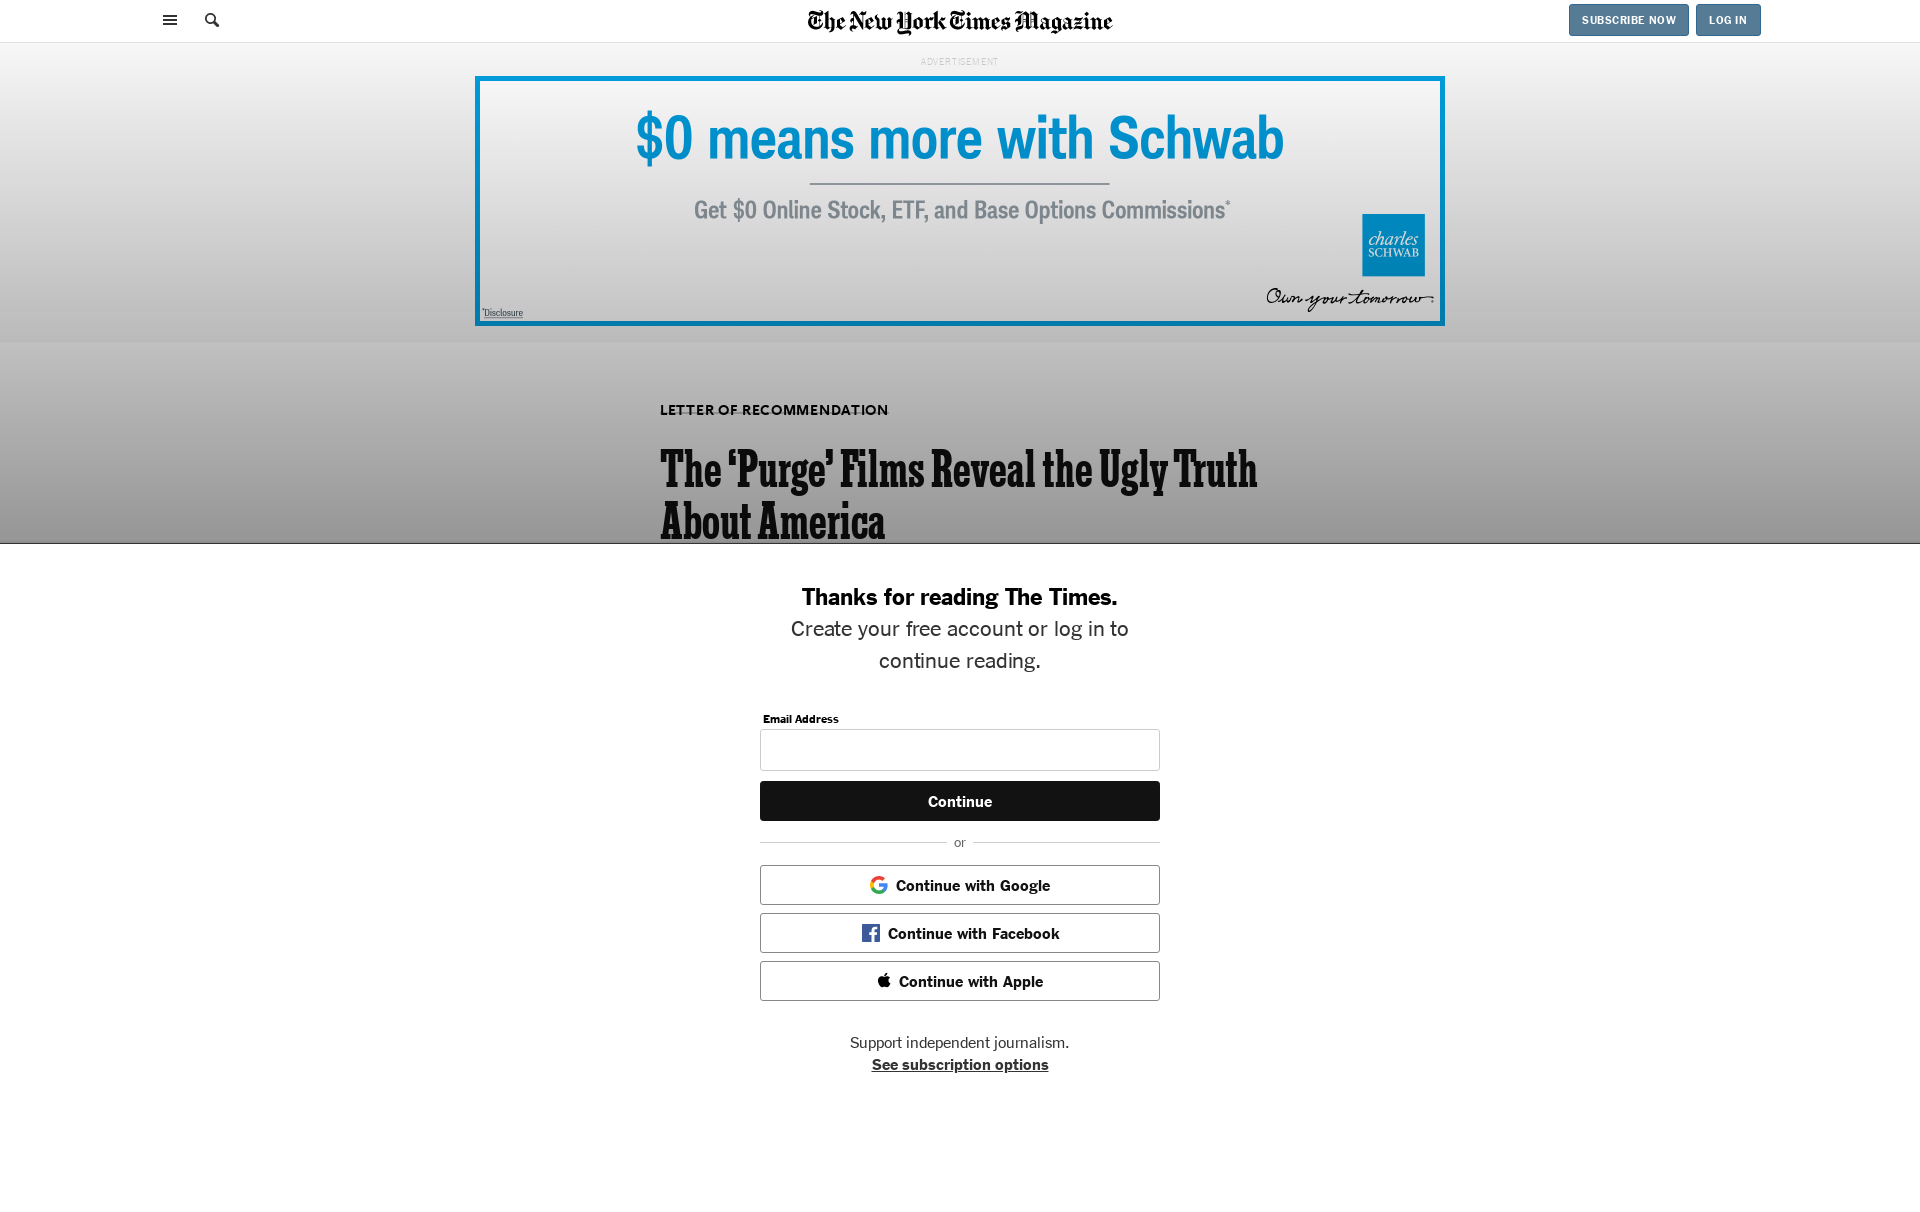 The New York Times Magazine
SUBSCRIBE NOW
LOG IN
ADVERTISEMENT
$0 means more with Schwab
Get $0 Online Stock, ETF, and Base Options Commissions*
charles
SCHWAB
Own your tomorrow®
*Disclosure
LETTER OF RECOMMENDATION
The ‘Purge’ Films Reveal the Ugly Truth
About America
Thanks for reading The Times.
Create your free account or log in to
continue reading.
Email Address
Continue
or
Continue with Google
Continue with Facebook
Continue with Apple
Support independent journalism.
See subscription options